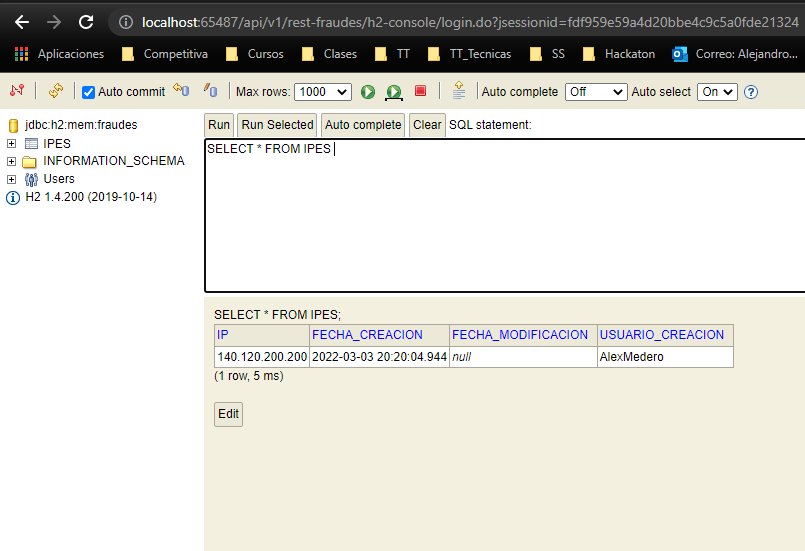 localhost:65487/api/v1/rest-fraudes/h2-console/login.do?jsessionid=fdf959e59a4d20bbe4c9c5a0fde21324
Aplicaciones Competitiva Cursos Clases TT TT_Tecnicas SS Hackaton Correo: Alejandro...
Auto commit Max rows: 1000 Auto complete Off Auto select On ?
jdbc:h2:mem:fraudes
IPES
INFORMATION_SCHEMA
Users
H2 1.4.200 (2019-10-14)
Run Run Selected Auto complete Clear SQL statement:
SELECT * FROM IPES
SELECT * FROM IPES;
IP FECHA_CREACION FECHA_MODIFICACION USUARIO_CREACION
140.120.200.200 2022-03-03 20:20:04.944 null AlexMedero
(1 row, 5 ms)
Edit